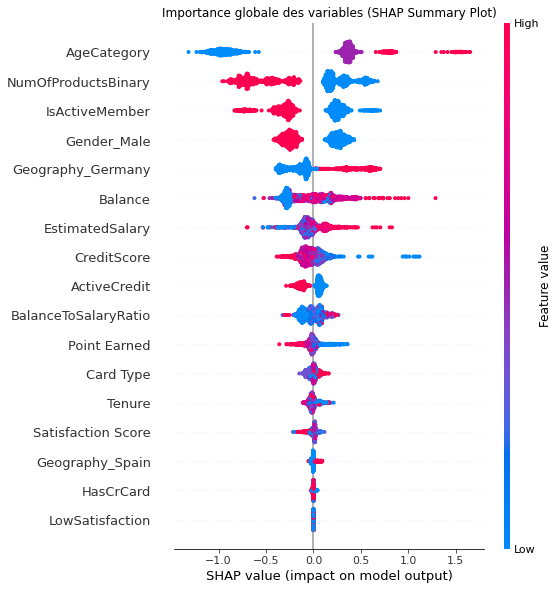 Importance globale des variables (SHAP Summary Plot)
High
AgeCategory
NumOfProductsBinary
IsActiveMember
Gender_Male
Geography_Germany
Balance
EstimatedSalary
CreditScore
ActiveCredit
BalanceToSalaryRatio
Point Earned
Card Type
Tenure
Satisfaction Score
Geography_Spain
HasCrCard
LowSatisfaction
Feature value
Low
−1.0 −0.5 0.0 0.5 1.0 1.5
SHAP value (impact on model output)